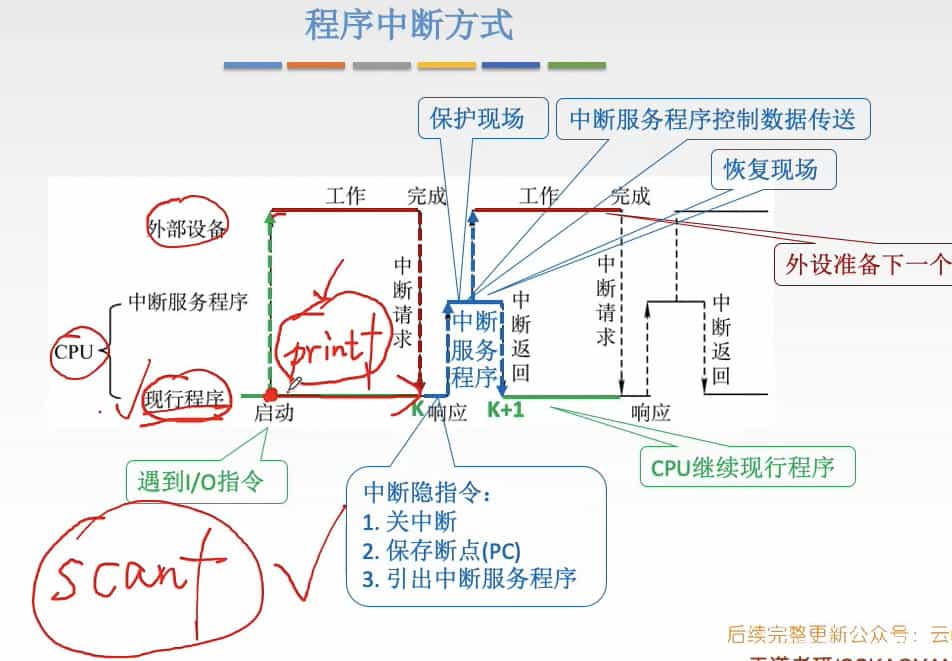 程序中断方式
保护现场
中断服务程序控制数据传送
恢复现场
工作
完成
工作
完成
外部设备
外设准备下一个
中断服务程序
中断请求
中断服务程序
中断返回
中断请求
中断返回
printf
CPU
现行程序
启动
K
响应
K+1
响应
遇到I/O指令
CPU继续现行程序
中断隐指令：
1. 关中断
2. 保存断点(PC)
3. 引出中断服务程序
scanf
后续完整更新公众号：云